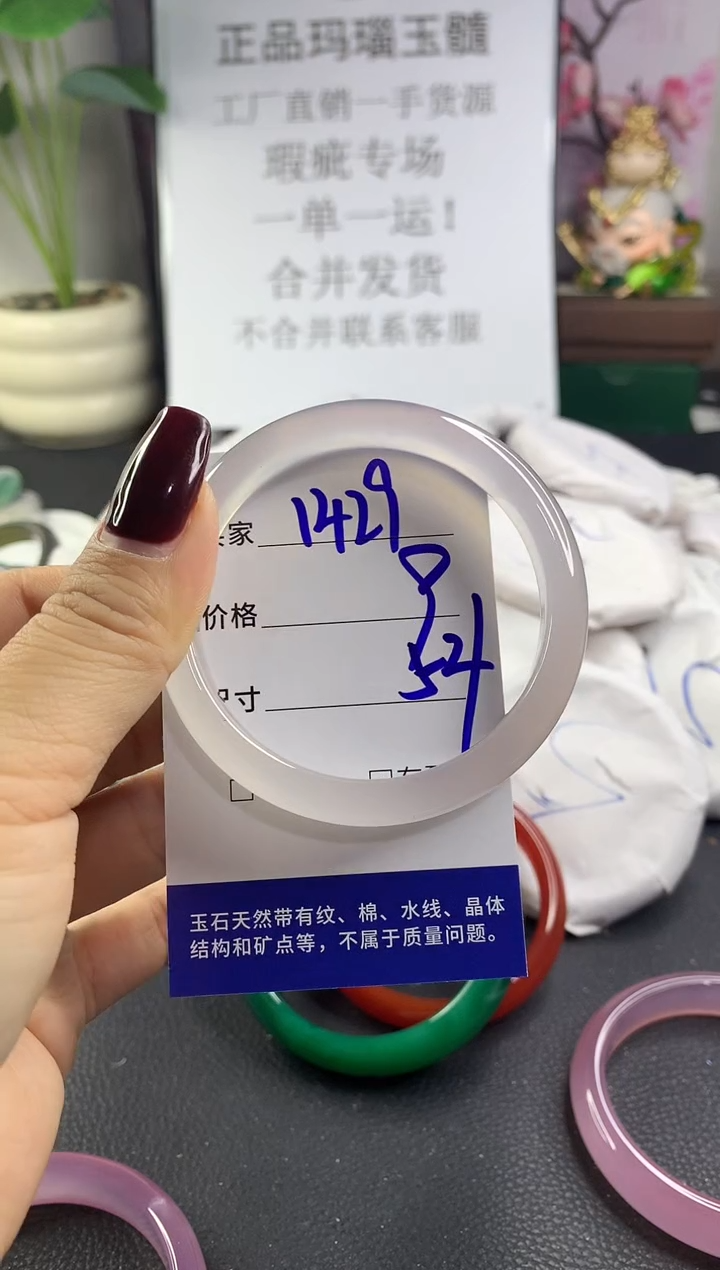 正品玛瑙玉髓
工厂直销一手货源
瑕疵专场
一单一运!
合并发货
不合并联系客服
家 1429
价格
寸 54
玉石天然带有纹、棉、水线、晶体
结构和矿点等，不属于质量问题。